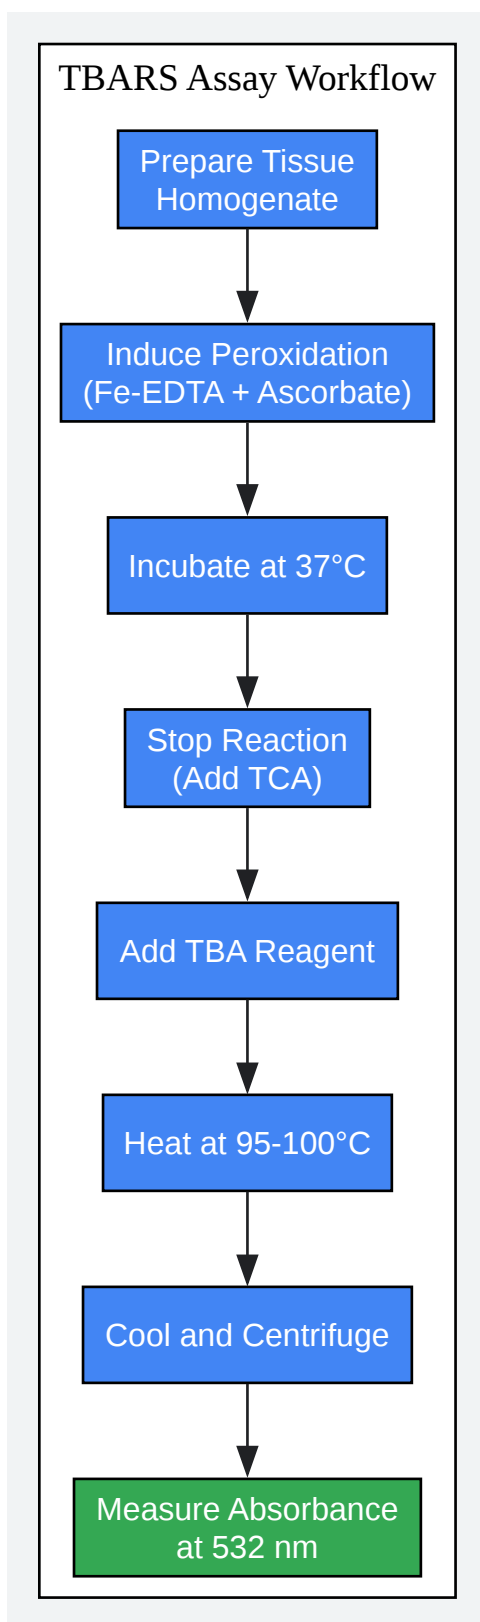 TBARS Assay Workflow
Prepare Tissue
Homogenate
Induce Peroxidation
(Fe-EDTA + Ascorbate)
Incubate at 37°C
Stop Reaction
(Add TCA)
Add TBA Reagent
Heat at 95-100°C
Cool and Centrifuge
Measure Absorbance
at 532 nm